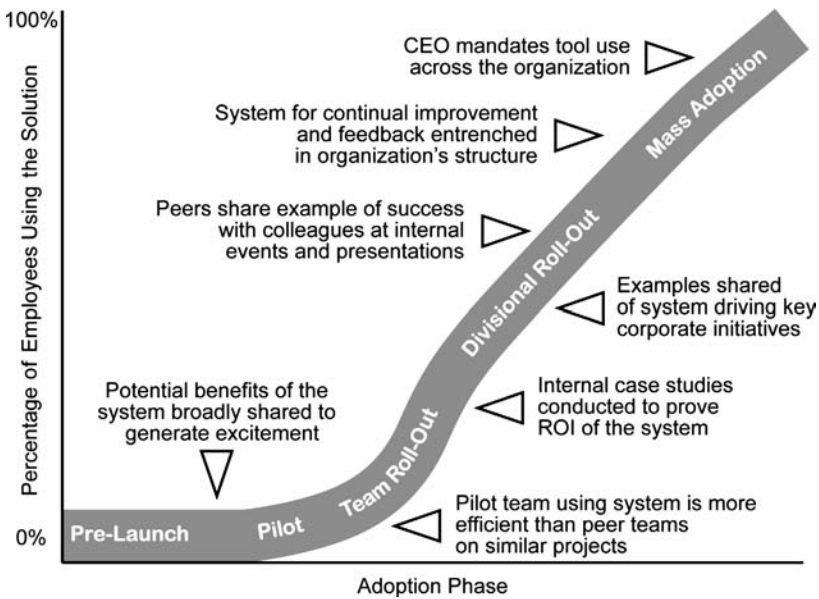 100%
CEO mandates tool use
across the organization
System for continual improvement
and feedback entrenched
in organization's structure
Peers share example of success
with colleagues at internal
events and presentations
Examples shared
of system driving key
corporate initiatives
Potential benefits of the
system broadly shared to
generate excitement
Internal case studies
conducted to prove
ROI of the system
Pilot team using system is more
efficient than peer teams
on similar projects
Pre-Launch
Pilot
Team Roll-Out
Divisional Roll-Out
Mass Adoption
0%
Percentage of Employees Using the Solution
Adoption Phase